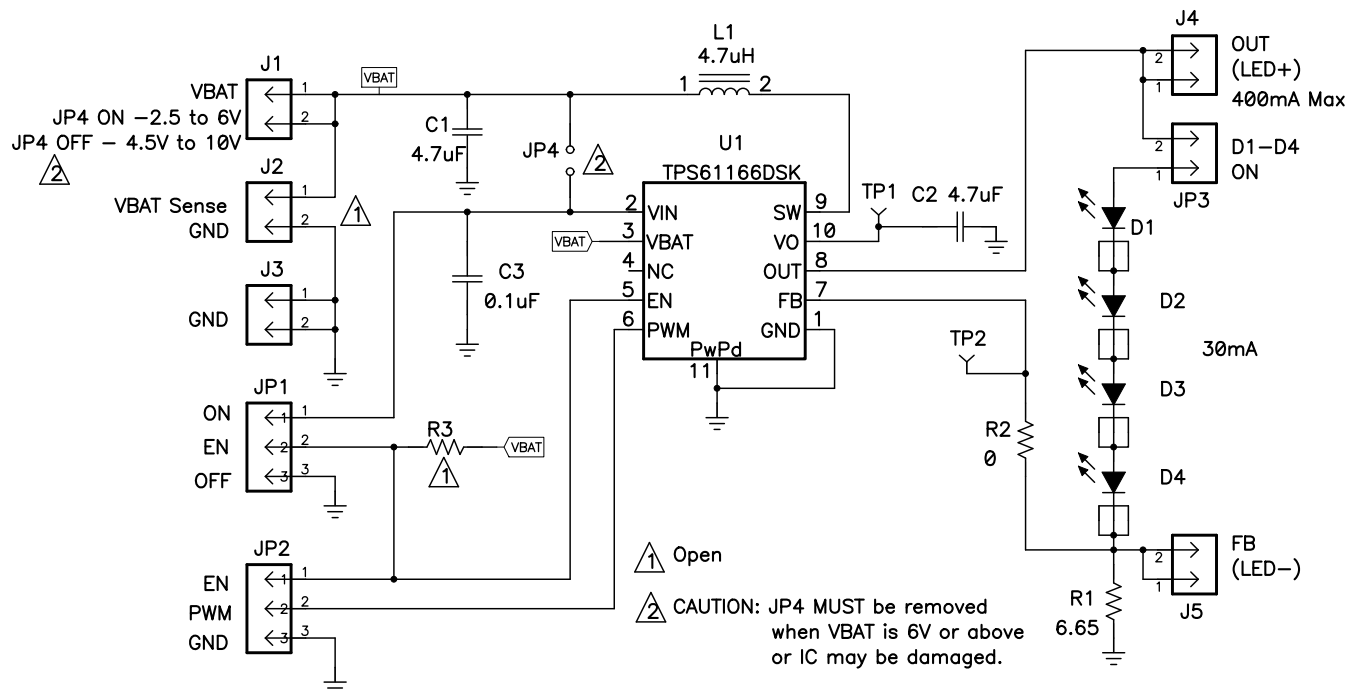 J1
VBAT
JP4 ON -2.5 to 6V
JP4 OFF - 4.5V to 10V
2
1
2
VBAT
C1
4.7uF
JP4
2
L1
4.7uH
1
2
J2
VBAT Sense
GND
1
2
1
J3
GND
1
2
C3
0.1uF
VBAT
U1
TPS61166DSK
2 VIN
3 VBAT
4 NC
5 EN
6 PWM
SW 9
VO 10
OUT 8
FB 7
GND 1
PwPd
11
TP1
C2 4.7uF
TP2
R2
0
J4
OUT
(LED+)
400mA Max
2
1
D1-D4
ON
2
1
JP3
D1
D2
30mA
D3
D4
JP1
ON 1 1
EN 2 2
OFF 3 3
R3
1
VBAT
JP2
EN 1 1
PWM 2 2
GND 3 3
1 Open
2 CAUTION: JP4 MUST be removed
when VBAT is 6V or above
or IC may be damaged.
FB
(LED-)
2
1
J5
R1
6.65